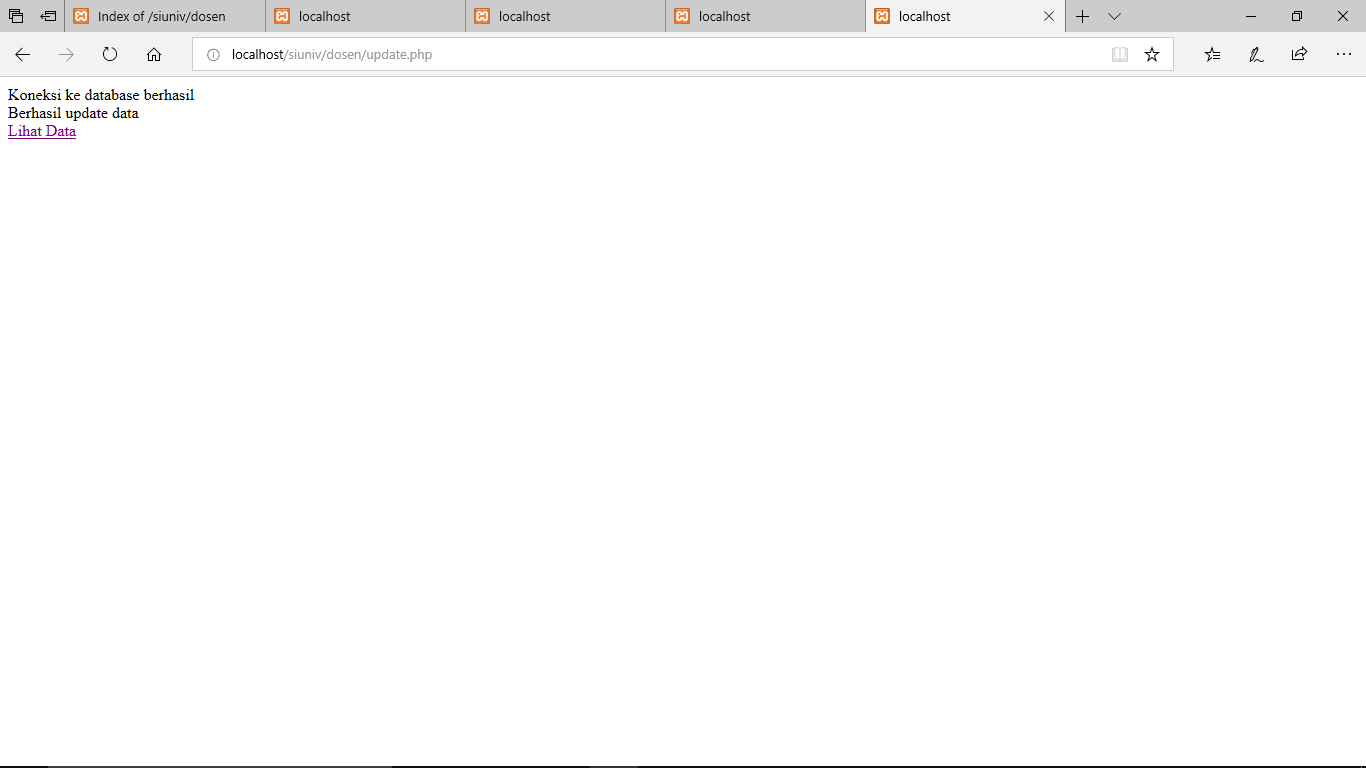 Index of /siuniv/dosen
localhost
localhost
localhost
localhost
localhost/siuniv/dosen/update.php
Koneksi ke database berhasil
Berhasil update data
Lihat Data